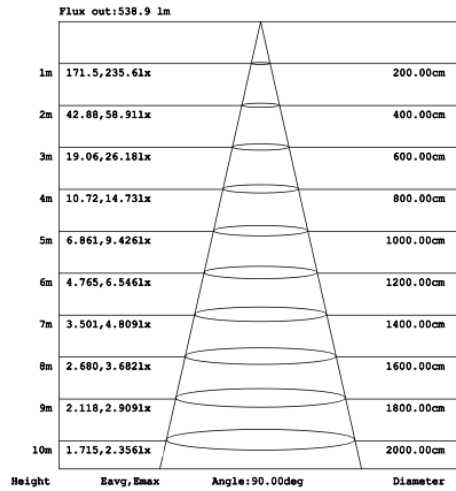 Flux out:538.9 lm
1m 171.5,235.6lx 200.00cm
2m 42.88,58.91lx 400.00cm
3m 19.06,26.18lx 600.00cm
4m 10.72,14.73lx 800.00cm
5m 6.861,9.426lx 1000.00cm
6m 4.765,6.546lx 1200.00cm
7m 3.501,4.809lx 1400.00cm
8m 2.680,3.682lx 1600.00cm
9m 2.118,2.909lx 1800.00cm
10m 1.715,2.356lx 2000.00cm
Height Eavg,Emax Angle:90.00deg Diameter